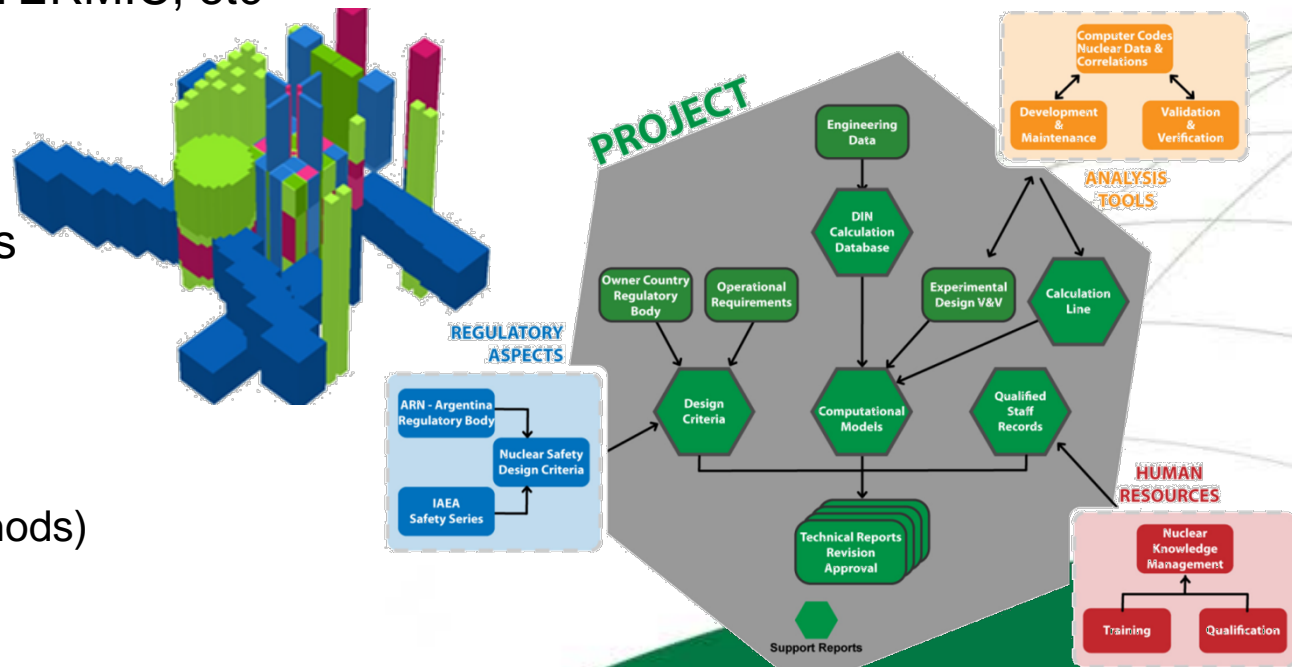 PROJECT
Engineering
Data
DIN
Calculation
Database
Owner Country
Regulatory
Body
Operational
Requirements
Experimental
Design V&V
Calculation
Line
Design
Criteria
Computational
Models
Qualified
Staff
Records
Technical Reports
Revision
Approval
Support Reports
Computer Codes
Nuclear Data &
Correlations
Development
&
Maintenance
Validation
&
Verification
ANALYSIS
TOOLS
REGULATORY
ASPECTS
ARN - Argentina
Regulatory Body
Nuclear Safety
Design Criteria
IAEA
Safety Series
HUMAN
RESOURCES
Nuclear
Knowledge
Management
Training
Qualification
etc
s
hods)